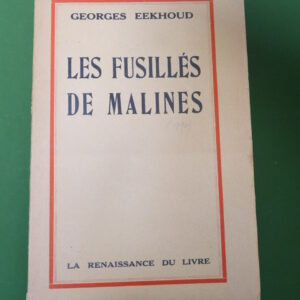 GEORGES EEKHOUD
LES FUSILLÉS
DE MALINES
LA RENAISSANCE DU LIVRE